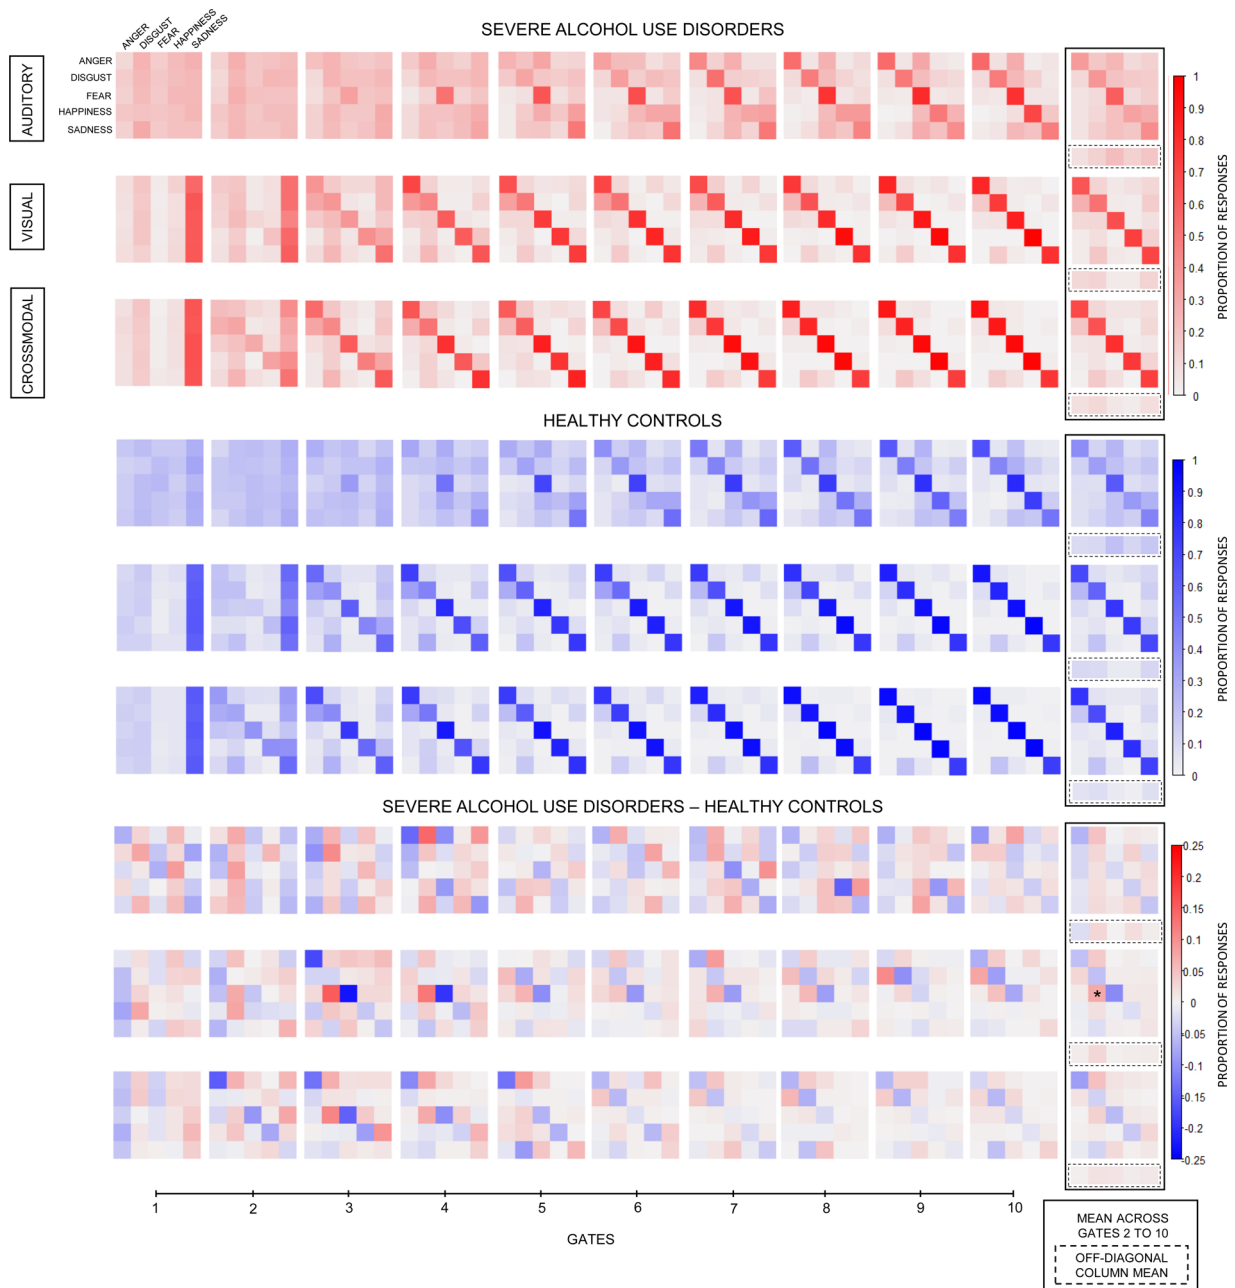 SEVERE ALCOHOL USE DISORDERS
ANGER
DISGUST
FEAR
HAPPINESS
SADNESS
AUDITORY
ANGER
DISGUST
FEAR
HAPPINESS
SADNESS
VISUAL
CROSSMODAL
1
0.9
0.8
0.7
0.6
0.5
0.4
0.3
0.2
0.1
0
PROPORTION OF RESPONSES
HEALTHY CONTROLS
1
0.9
0.8
0.7
0.6
0.5
0.4
0.3
0.2
0.1
0
PROPORTION OF RESPONSES
SEVERE ALCOHOL USE DISORDERS – HEALTHY CONTROLS
*
0.25
0.2
0.15
0.1
0.05
0
-0.05
-0.1
-0.15
-0.2
-0.25
PROPORTION OF RESPONSES
1 2 3 4 5 6 7 8 9 10
GATES
MEAN ACROSS
GATES 2 TO 10
OFF-DIAGONAL
COLUMN MEAN